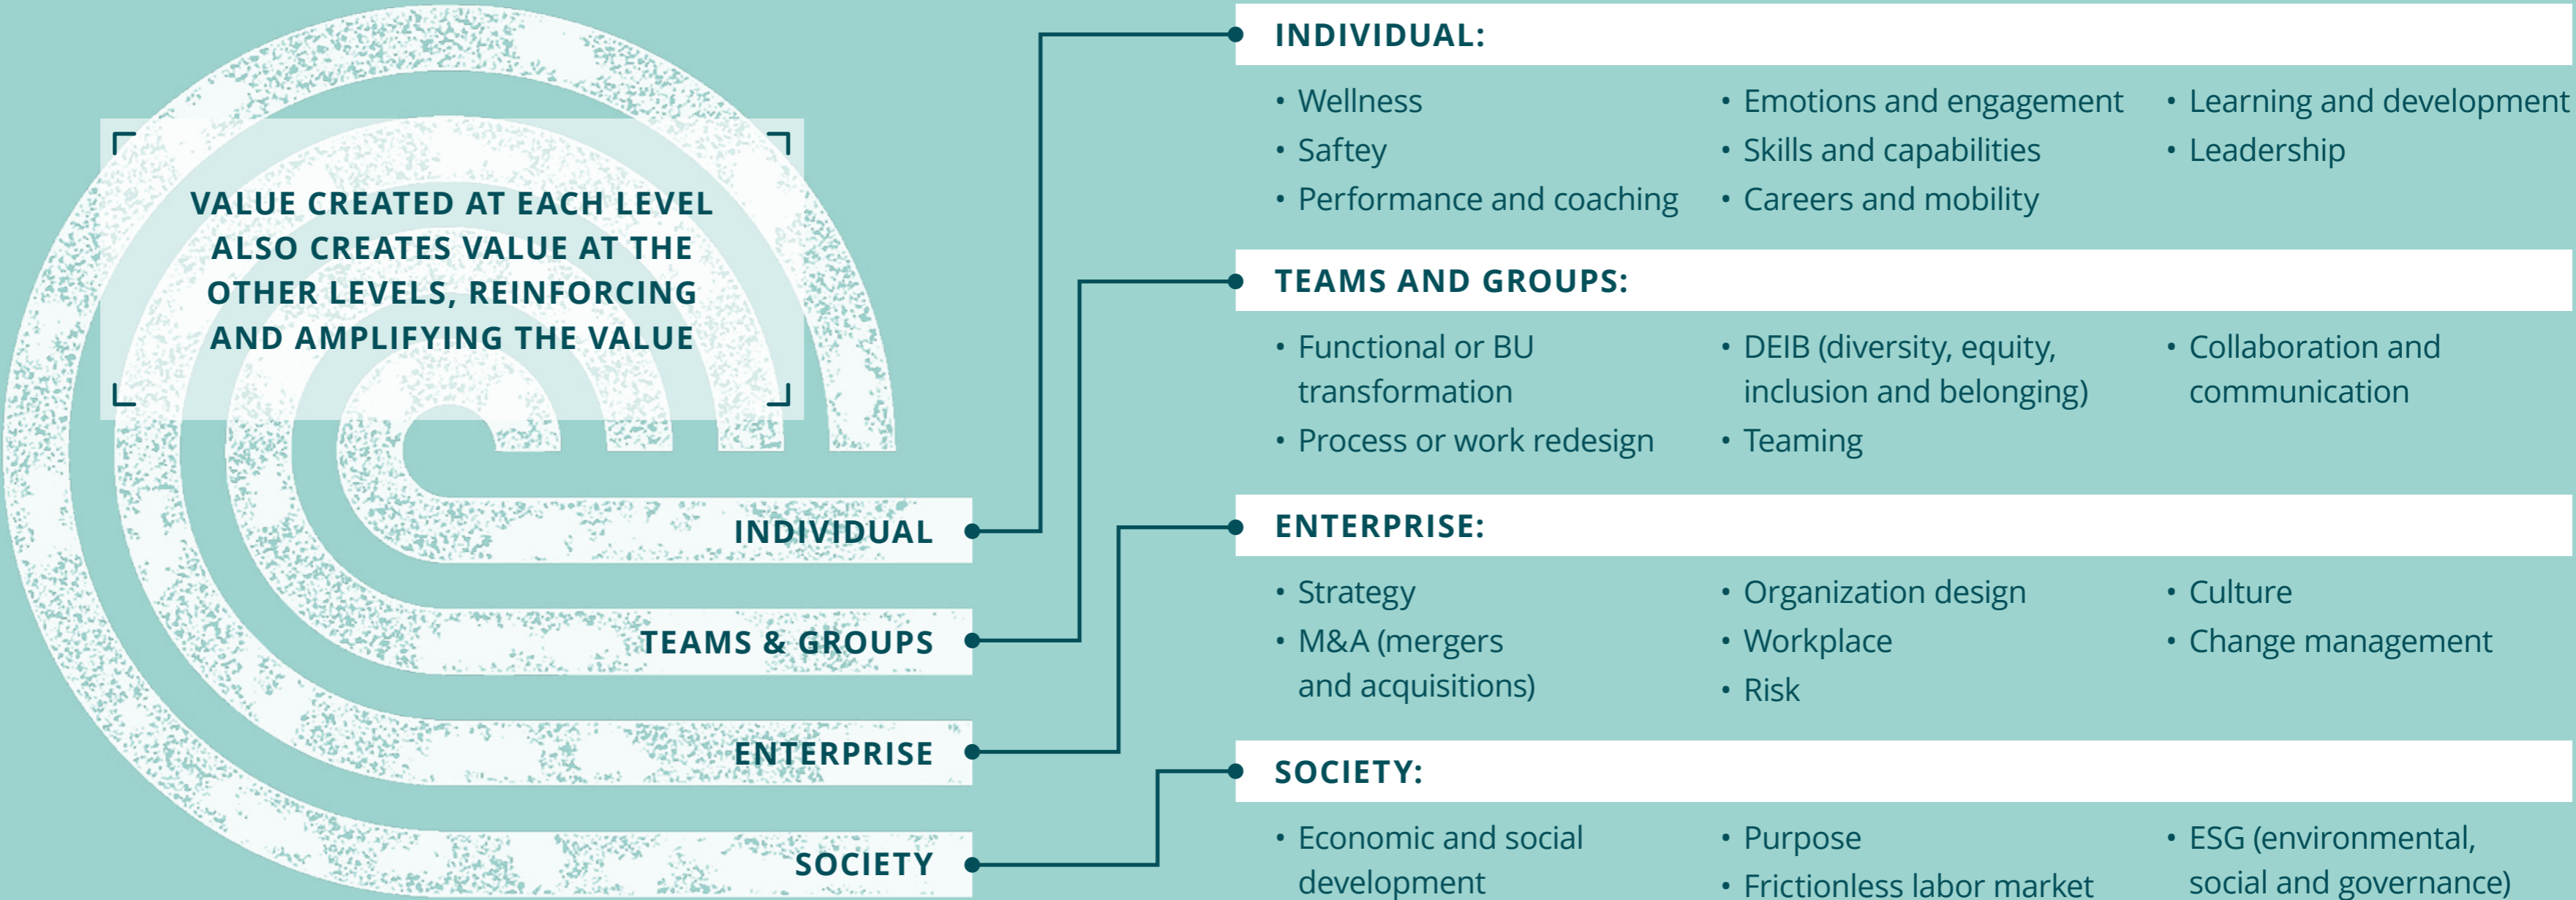 VALUE CREATED AT EACH LEVEL
ALSO CREATES VALUE AT THE
OTHER LEVELS, REINFORCING
AND AMPLIFYING THE VALUE
INDIVIDUAL
TEAMS & GROUPS
ENTERPRISE
SOCIETY
INDIVIDUAL:
• Wellness
• Saftey
• Performance and coaching
• Emotions and engagement
• Skills and capabilities
• Careers and mobility
• Learning and development
• Leadership
TEAMS AND GROUPS:
• Functional or BU
transformation
• Process or work redesign
• DEIB (diversity, equity,
inclusion and belonging)
• Teaming
• Collaboration and
communication
ENTERPRISE:
• Strategy
• M&A (mergers
and acquisitions)
• Organization design
• Workplace
• Risk
• Culture
• Change management
SOCIETY:
• Economic and social
development
• Purpose
• Frictionless labor market
• ESG (environmental,
social and governance)